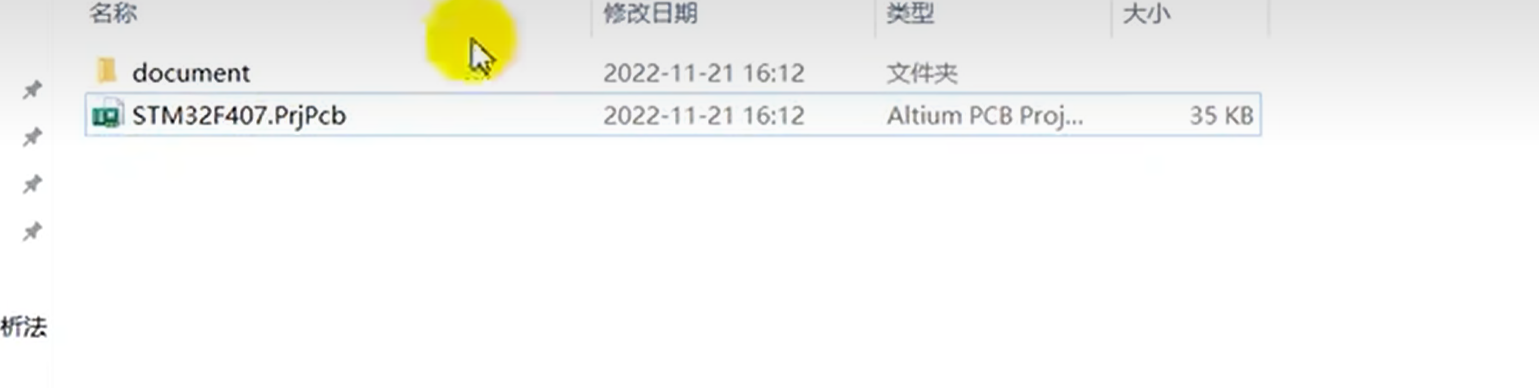 名称 修改日期 类型 大小
document 2022-11-21 16:12 文件夹
STM32F407.PrjPcb 2022-11-21 16:12 Altium PCB Proj... 35 KB
析法